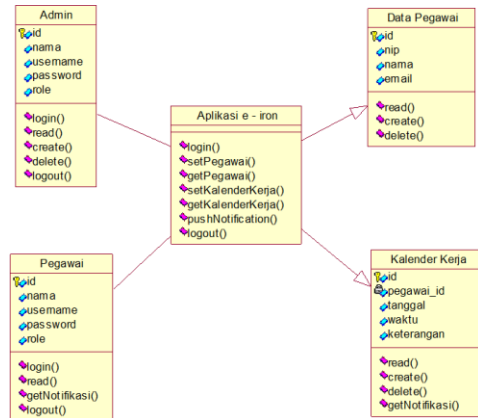 Admin
id
nama
username
password
role
login()
read()
create()
delete()
logout()
Data Pegawai
id
nip
nama
email
read()
create()
delete()
Aplikasi e - iron
login()
setPegawai()
getPegawai()
setKalenderKerja()
getKalenderKerja()
pushNotification()
logout()
Pegawai
id
nama
username
password
role
login()
read()
getNotifikasi()
logout()
Kalender Kerja
id
pegawai_id
tanggal
waktu
keterangan
read()
create()
delete()
getNotifikasi()